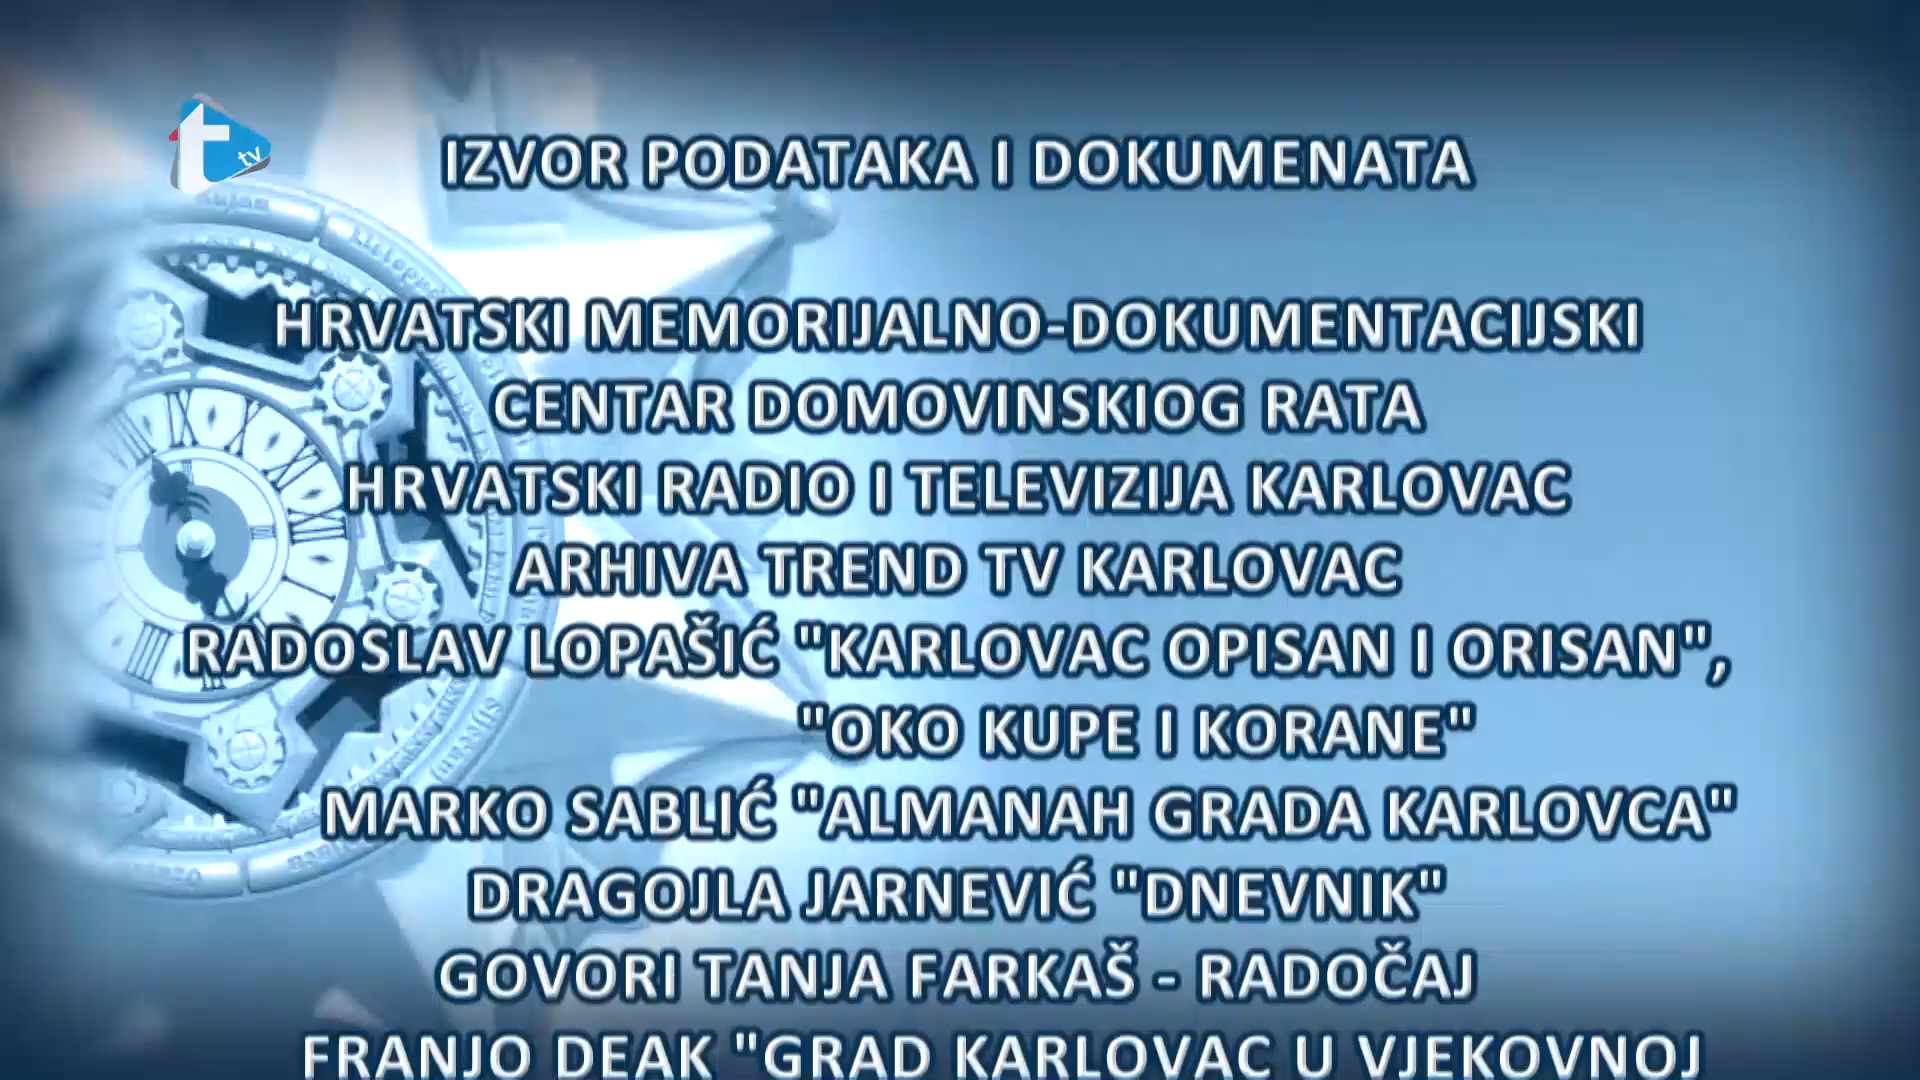 t tv
IZVOR PODATAKA I DOKUMENATA
HRVATSKI MEMORIJALNO-DOKUMENTACIJSKI
CENTAR DOMOVINSKIOG RATA
HRVATSKI RADIO I TELEVIZIJA KARLOVAC
ARHIVA TREND TV KARLOVAC
RADOSLAV LOPAŠIĆ "KARLOVAC OPISAN I ORISAN",
"OKO KUPE I KORANE"
MARKO SABLIĆ "ALMANAH GRADA KARLOVCA"
DRAGOJLA JARNEVIĆ "DNEVNIK"
GOVORI TANJA FARKAŠ - RADOČAJ
FRANJO DEAK "GRAD KARLOVAC U VJEKOVNOJ